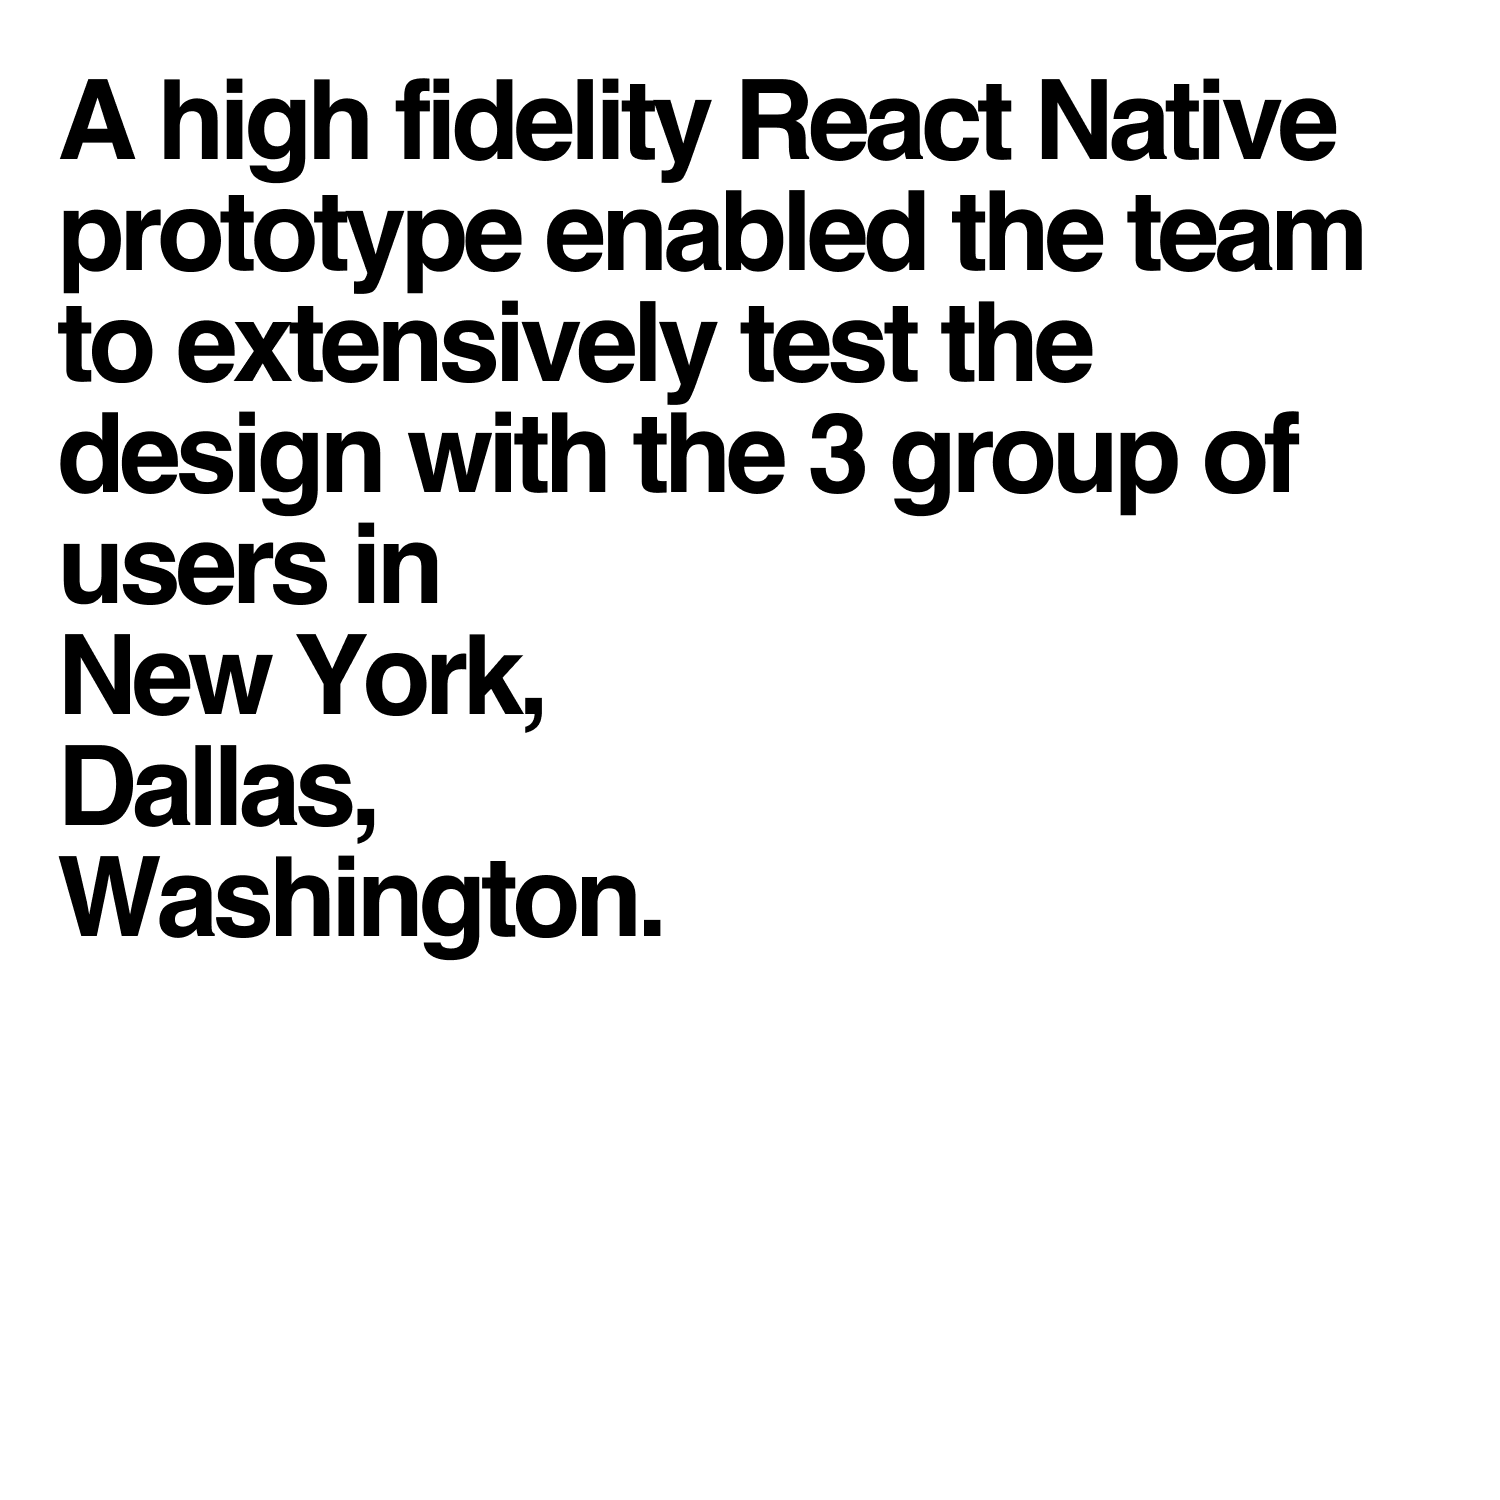 A high fidelity React Native
prototype enabled the team
to extensively test the
design with the 3 group of
users in
New York,
Dallas,
Washington.